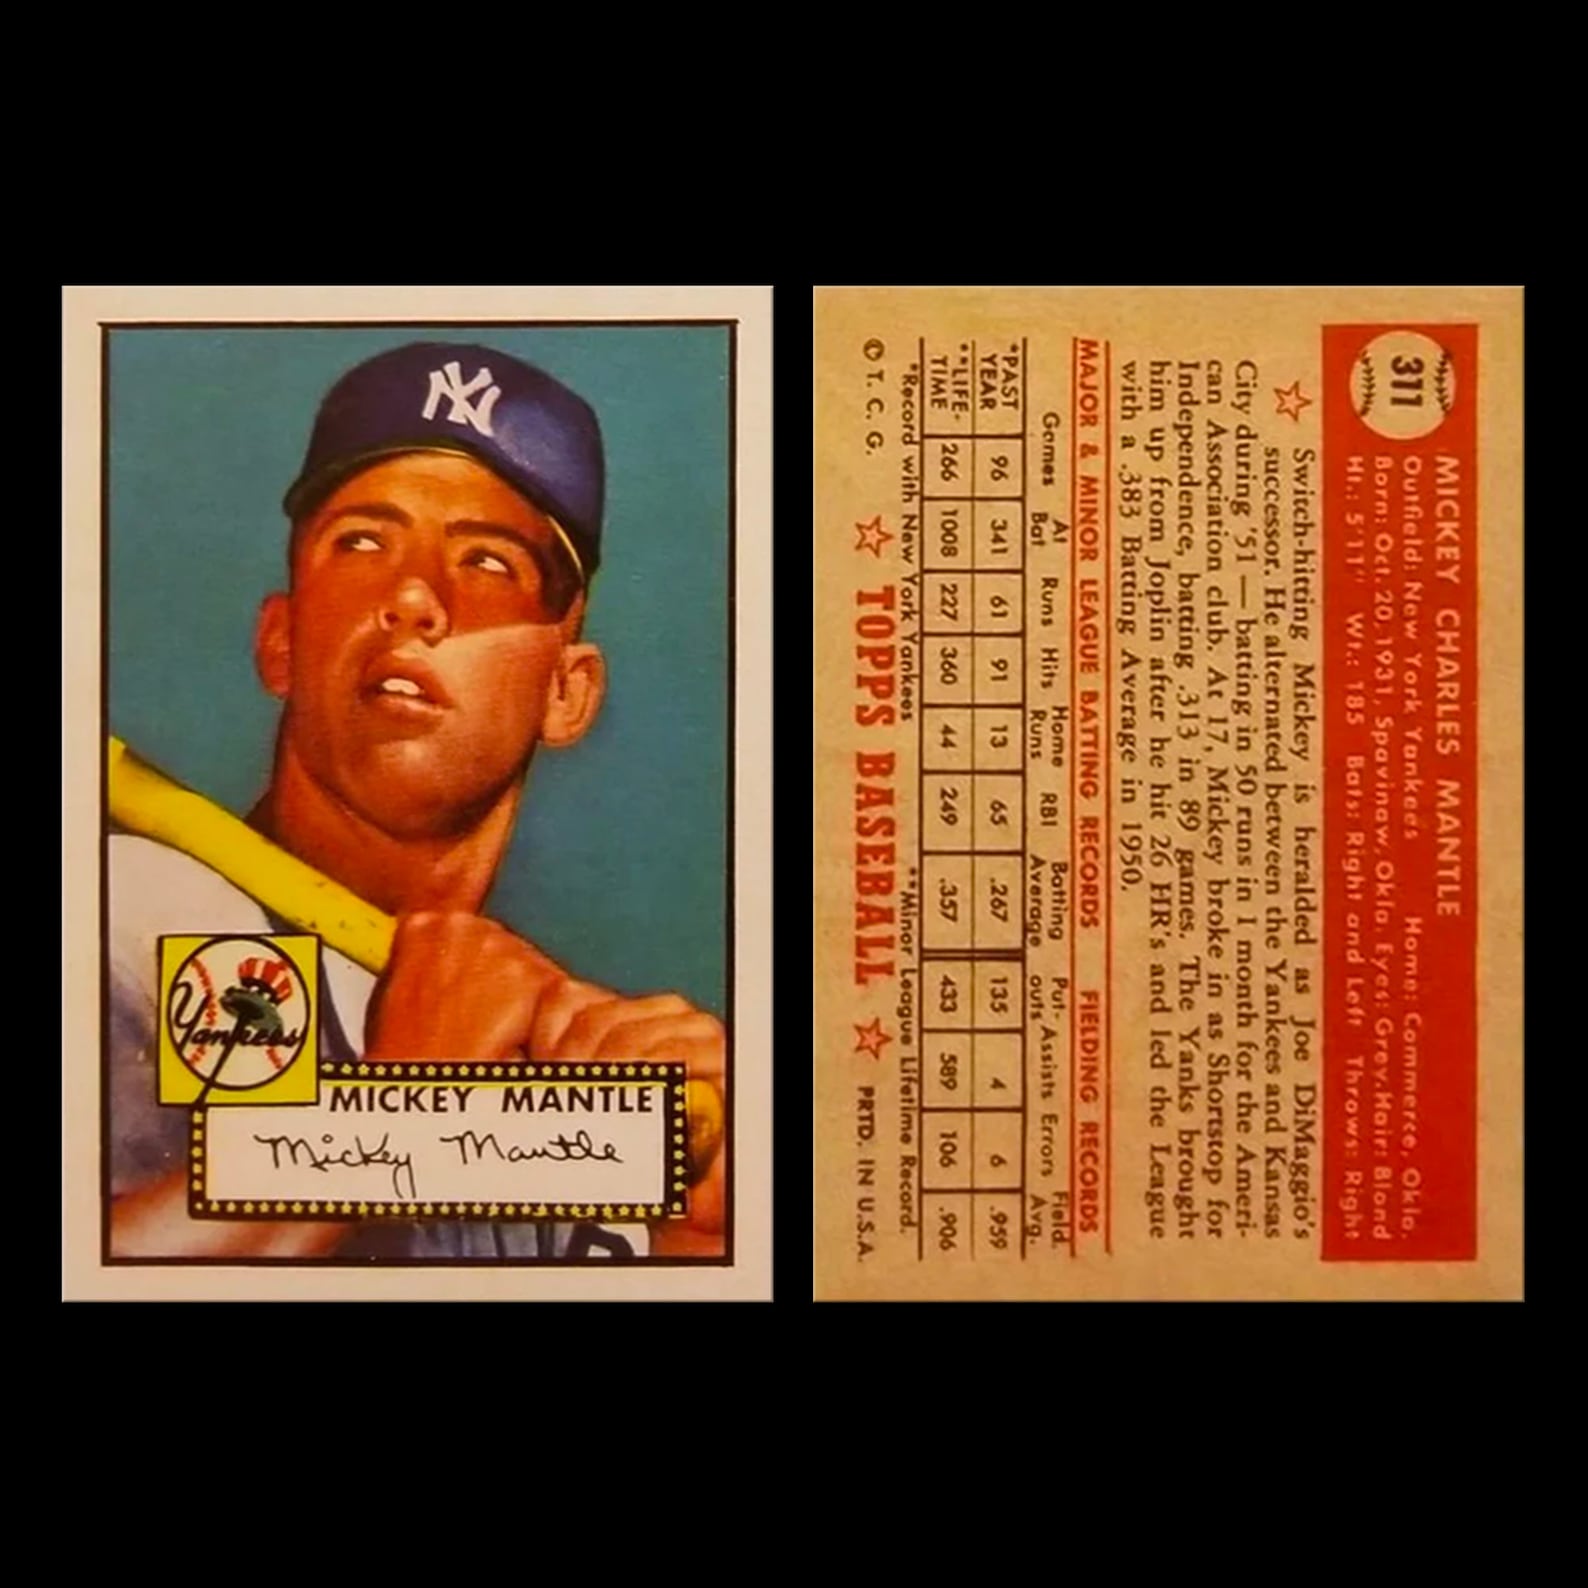 NY
Yankees
MICKEY MANTLE
Mickey Mantle
311
MICKEY CHARLES MANTLE
Outfield: New York Yankees Home: Commerce, Okla.
Born: Oct. 20, 1931, Spavinaw, Okla. Eyes: Grey. Hair: Blond
Ht.: 5'11" Wt.: 185 Bats: Right and Left Throws: Right
Switch-hitting Mickey is heralded as Joe DiMaggio's
successor. He alternated between the Yankees and Kansas
City during '51 — batting in 50 runs in 1 month for the Ameri-
can Association club. At 17, Mickey broke in as Shortstop for
Independence, batting .313 in 89 games. The Yanks brought
him up from Joplin after he hit 26 HR's and led the League
with a .383 Batting Average in 1950.
MAJOR & MINOR LEAGUE BATTING RECORDS FIELDING RECORDS
Games At Bat Runs Hits Home Runs RBI Batting Average Put-outs Assists Errors Field. Avg.
*PAST YEAR 96 341 61 91 13 65 .267 135 4 6 .959
**LIFE-TIME 266 1008 227 360 44 249 .357 433 589 106 .906
*Record with New York Yankees **Minor League Lifetime Record.
© T. C. G. TOPPS BASEBALL PRTD. IN U.S.A.